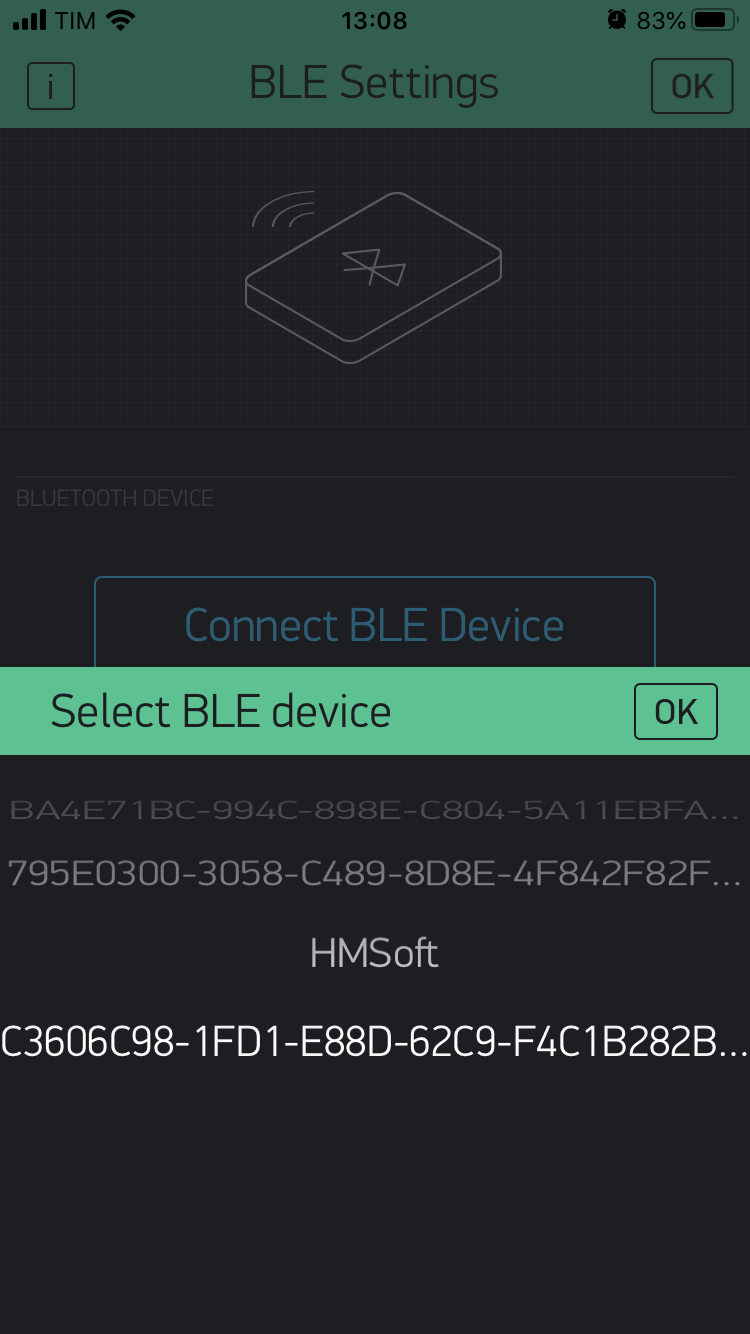 TIM 13:08 83%
i BLE Settings OK
BLUETOOTH DEVICE
Connect BLE Device
Select BLE device OK
BA4E71BC-994C-898E-C804-5A11EBFA...
795E0300-3058-C489-8D8E-4F842F82F...
HMSoft
C3606C98-1FD1-E88D-62C9-F4C1B282B...